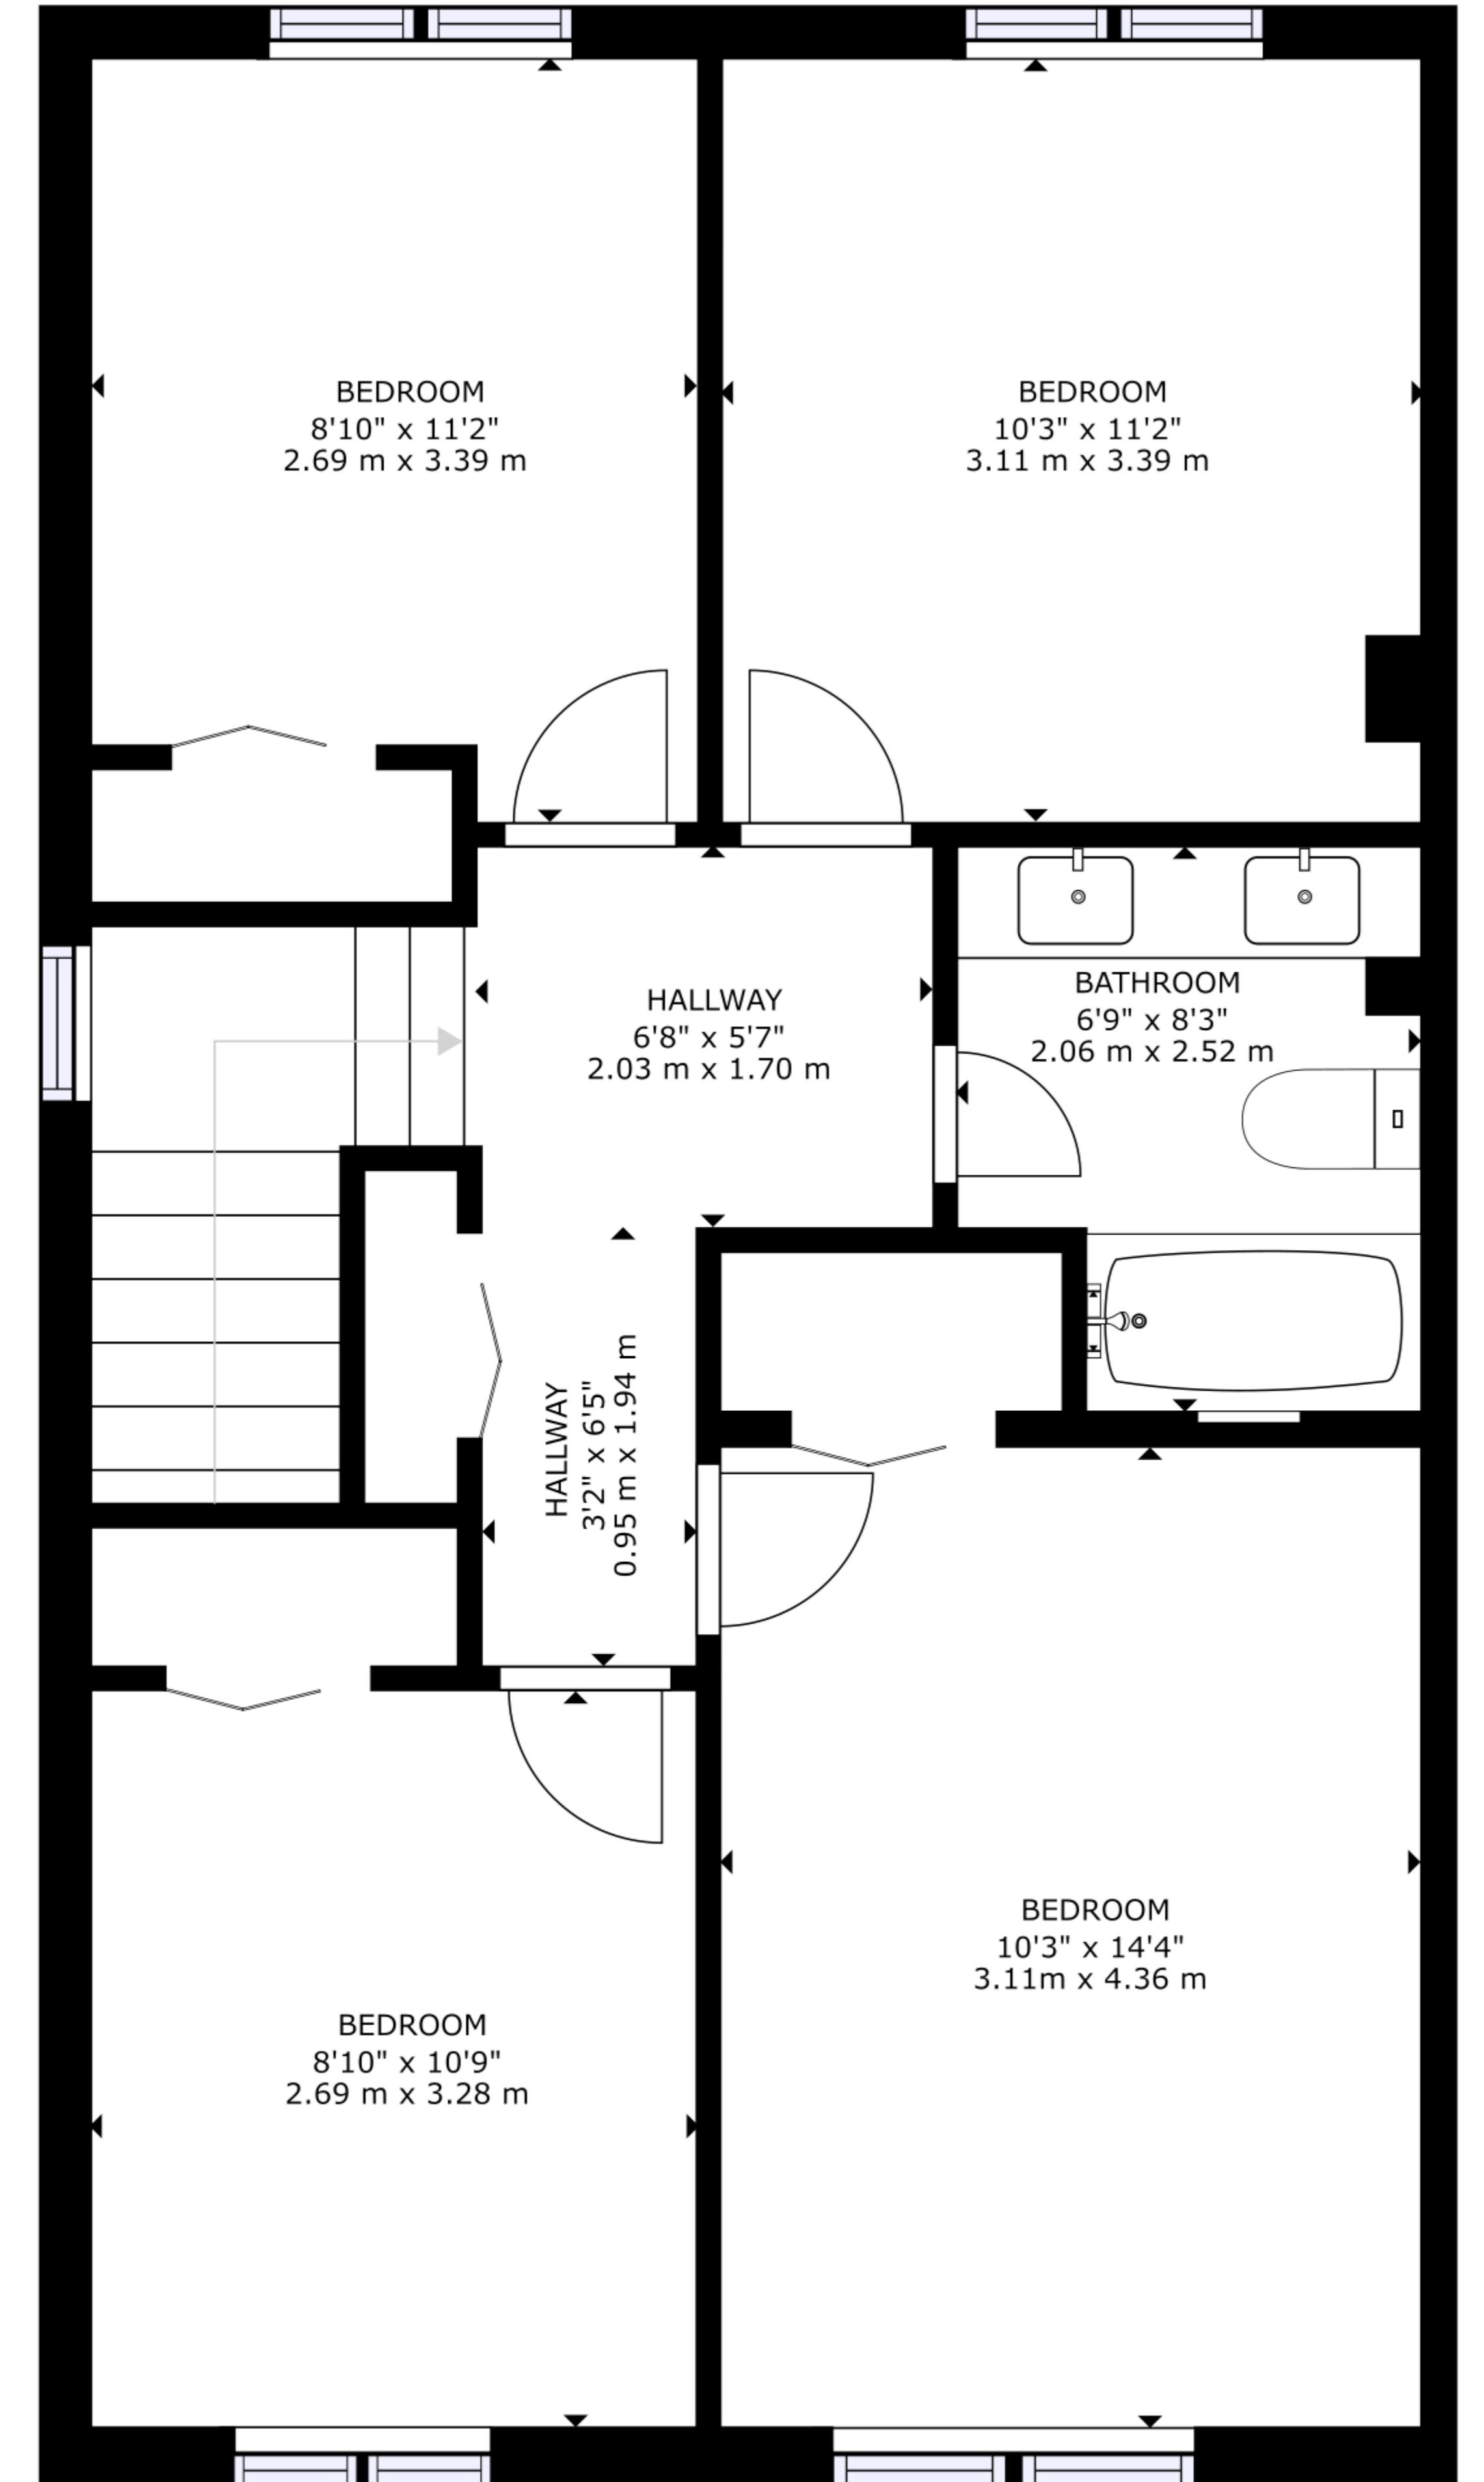 BEDROOM
8'10" x 11'2"
2.69 m x 3.39 m
BEDROOM
10'3" x 11'2"
3.11 m x 3.39 m
HALLWAY
6'8" x 5'7"
2.03 m x 1.70 m
BATHROOM
6'9" x 8'3"
2.06 m x 2.52 m
HALLWAY
3'2" x 6'5"
0.95 m x 1.94 m
BEDROOM
10'3" x 14'4"
3.11m x 4.36 m
BEDROOM
8'10" x 10'9"
2.69 m x 3.28 m